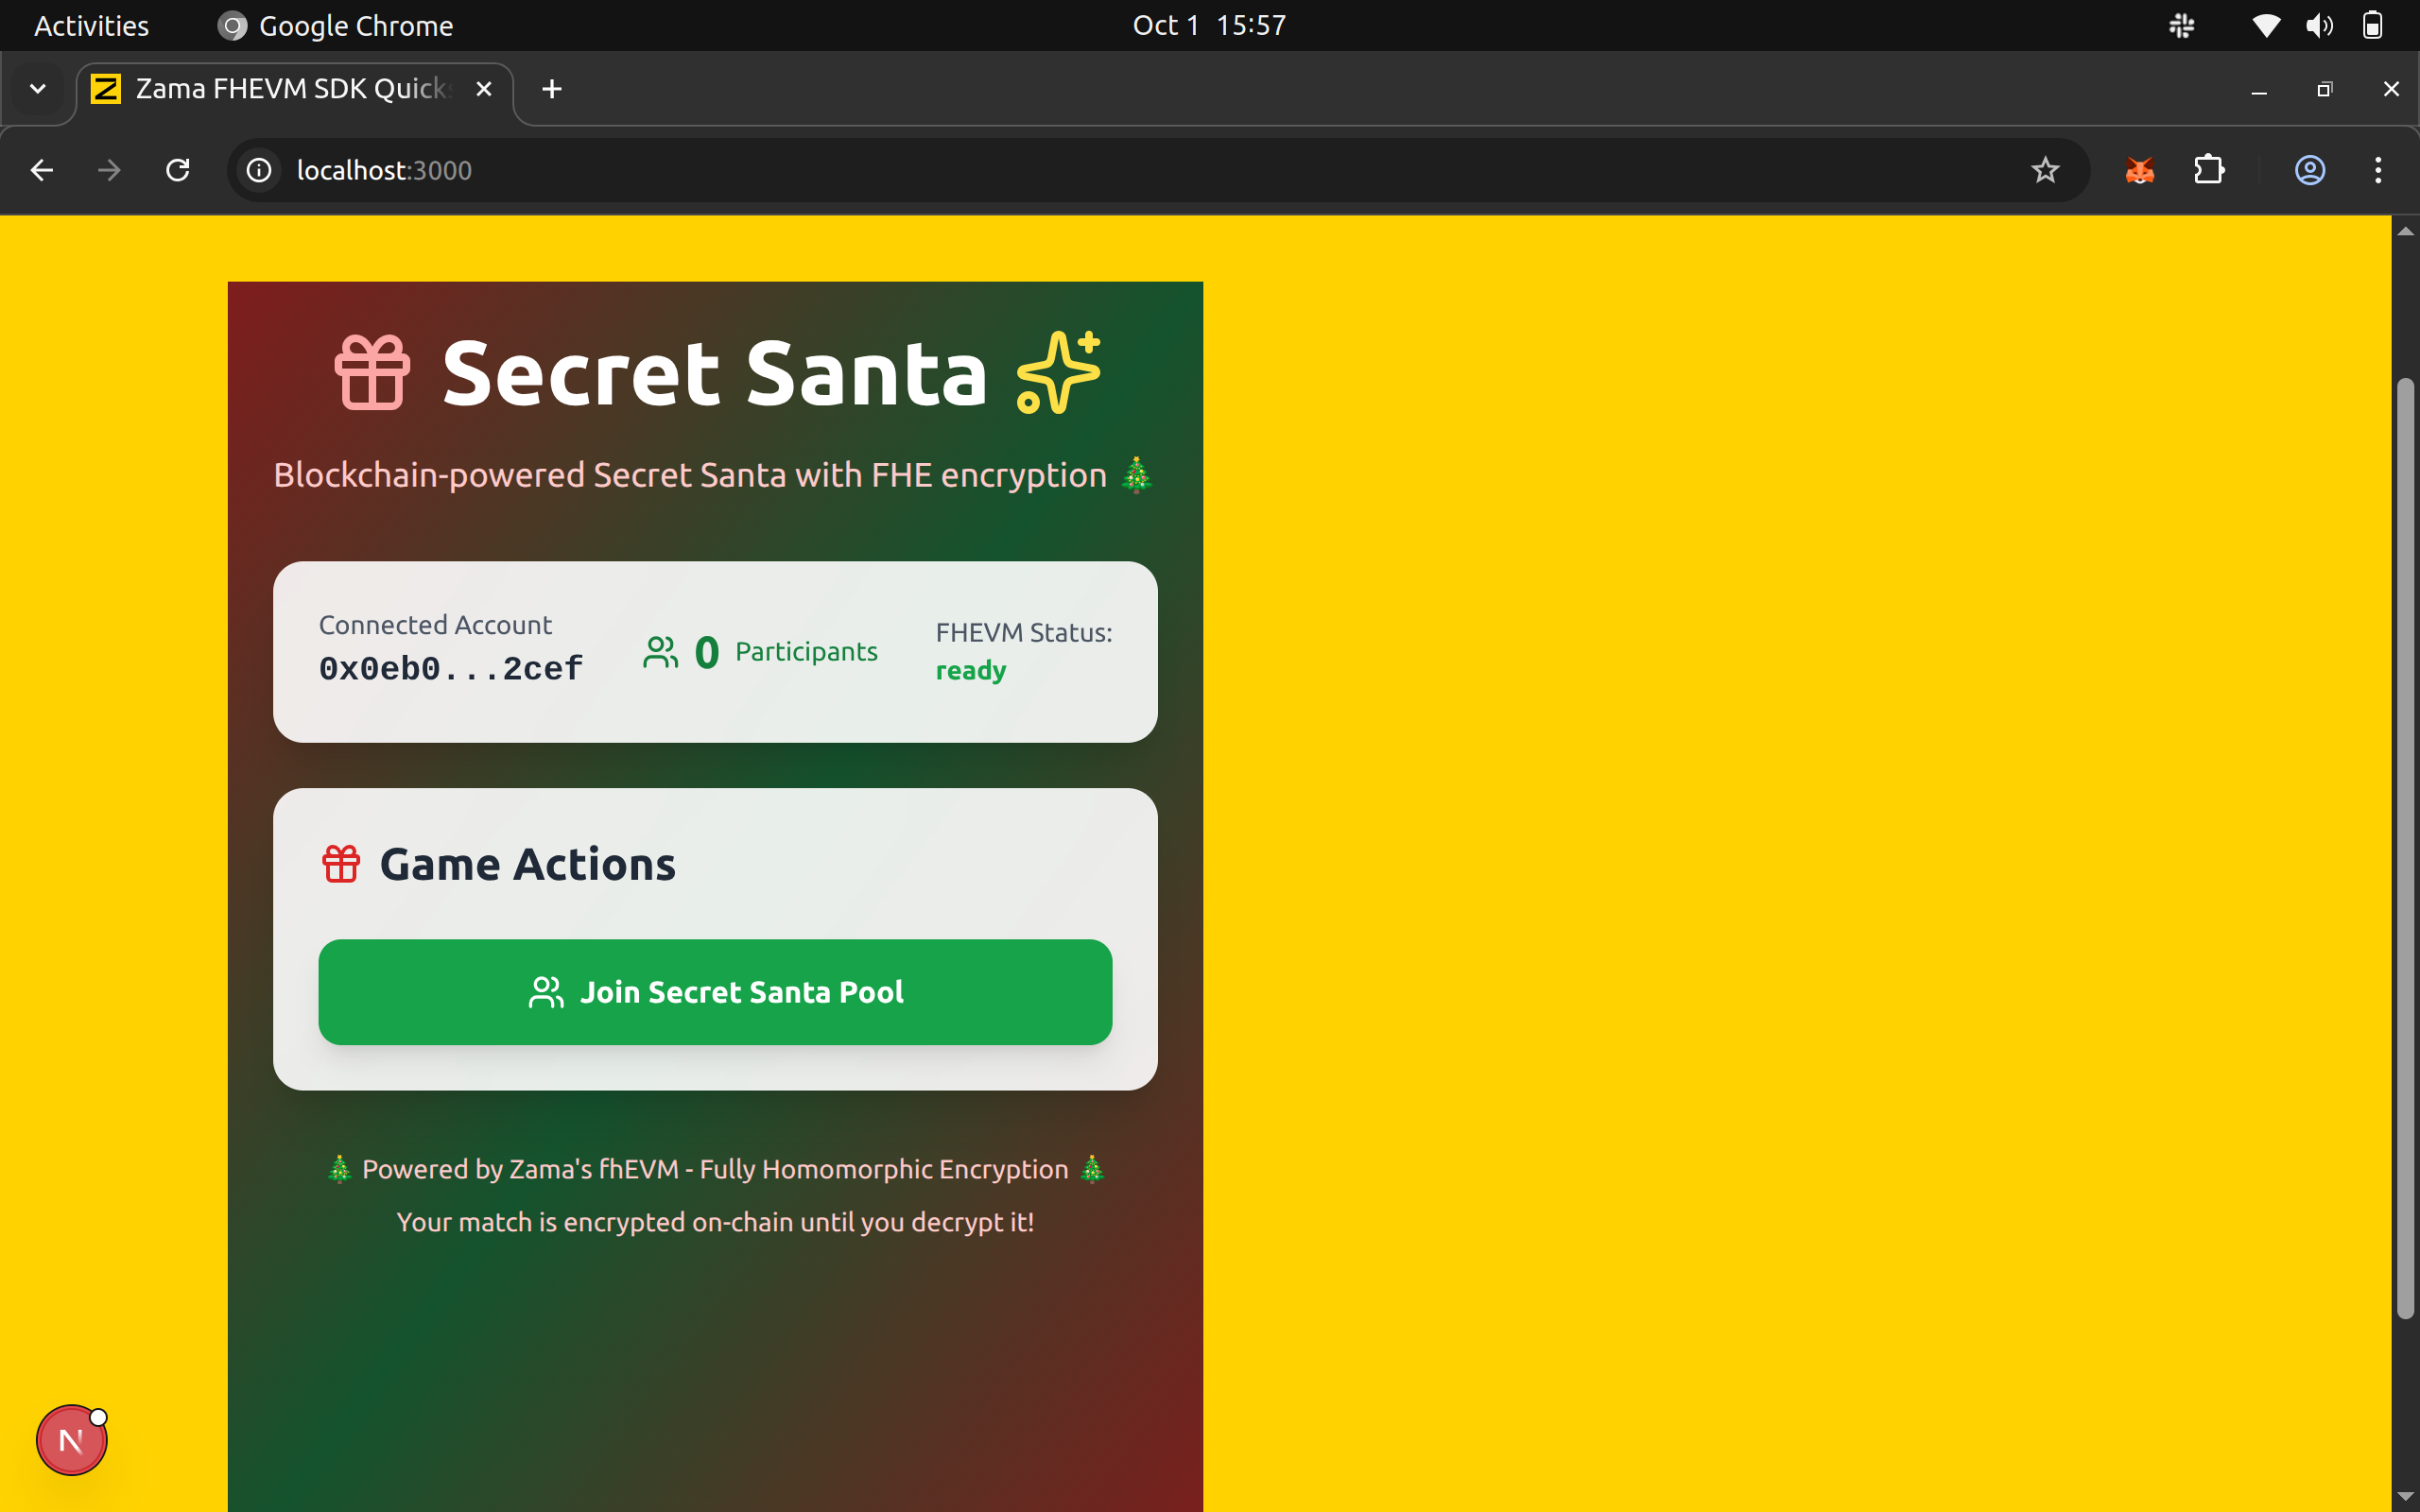 Activities
Google Chrome
Oct 1 15:57
Zama FHEVM SDK Quick
localhost:3000
Secret Santa
Blockchain-powered Secret Santa with FHE encryption 🎄
Connected Account
0x0eb0...2cef
0 Participants
FHEVM Status:
ready
Game Actions
Join Secret Santa Pool
🎄 Powered by Zama's fhEVM - Fully Homomorphic Encryption 🎄
Your match is encrypted on-chain until you decrypt it!
N